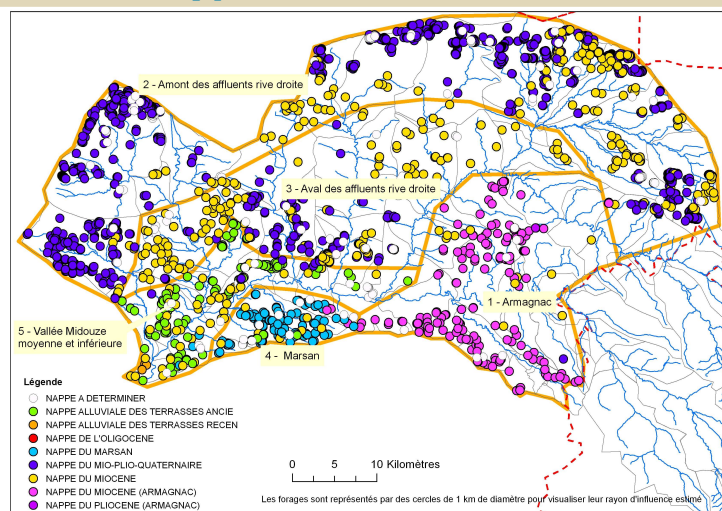 2 - Amont des affluents rive droite
3 - Aval des affluents rive droite
1 - Armagnac
5 - Vallée Midouze
moyenne et inférieure
4 - Marsan
Légende
NAPPE A DETERMINER
NAPPE ALLUVIALE DES TERRASSES ANCIE
NAPPE ALLUVIALE DES TERRASSES RECEN
NAPPE DE L'OLIGOCENE
NAPPE DU MARSAN
NAPPE DU MIO-PLIO-QUATERNAIRE
NAPPE DU MIOCENE
NAPPE DU MIOCENE (ARMAGNAC)
NAPPE DU PLIOCENE (ARMAGNAC)
0 5 10 Kilomètres
Les forages sont représentés par des cercles de 1 km de diamètre pour visualiser leur rayon d'influence estimé